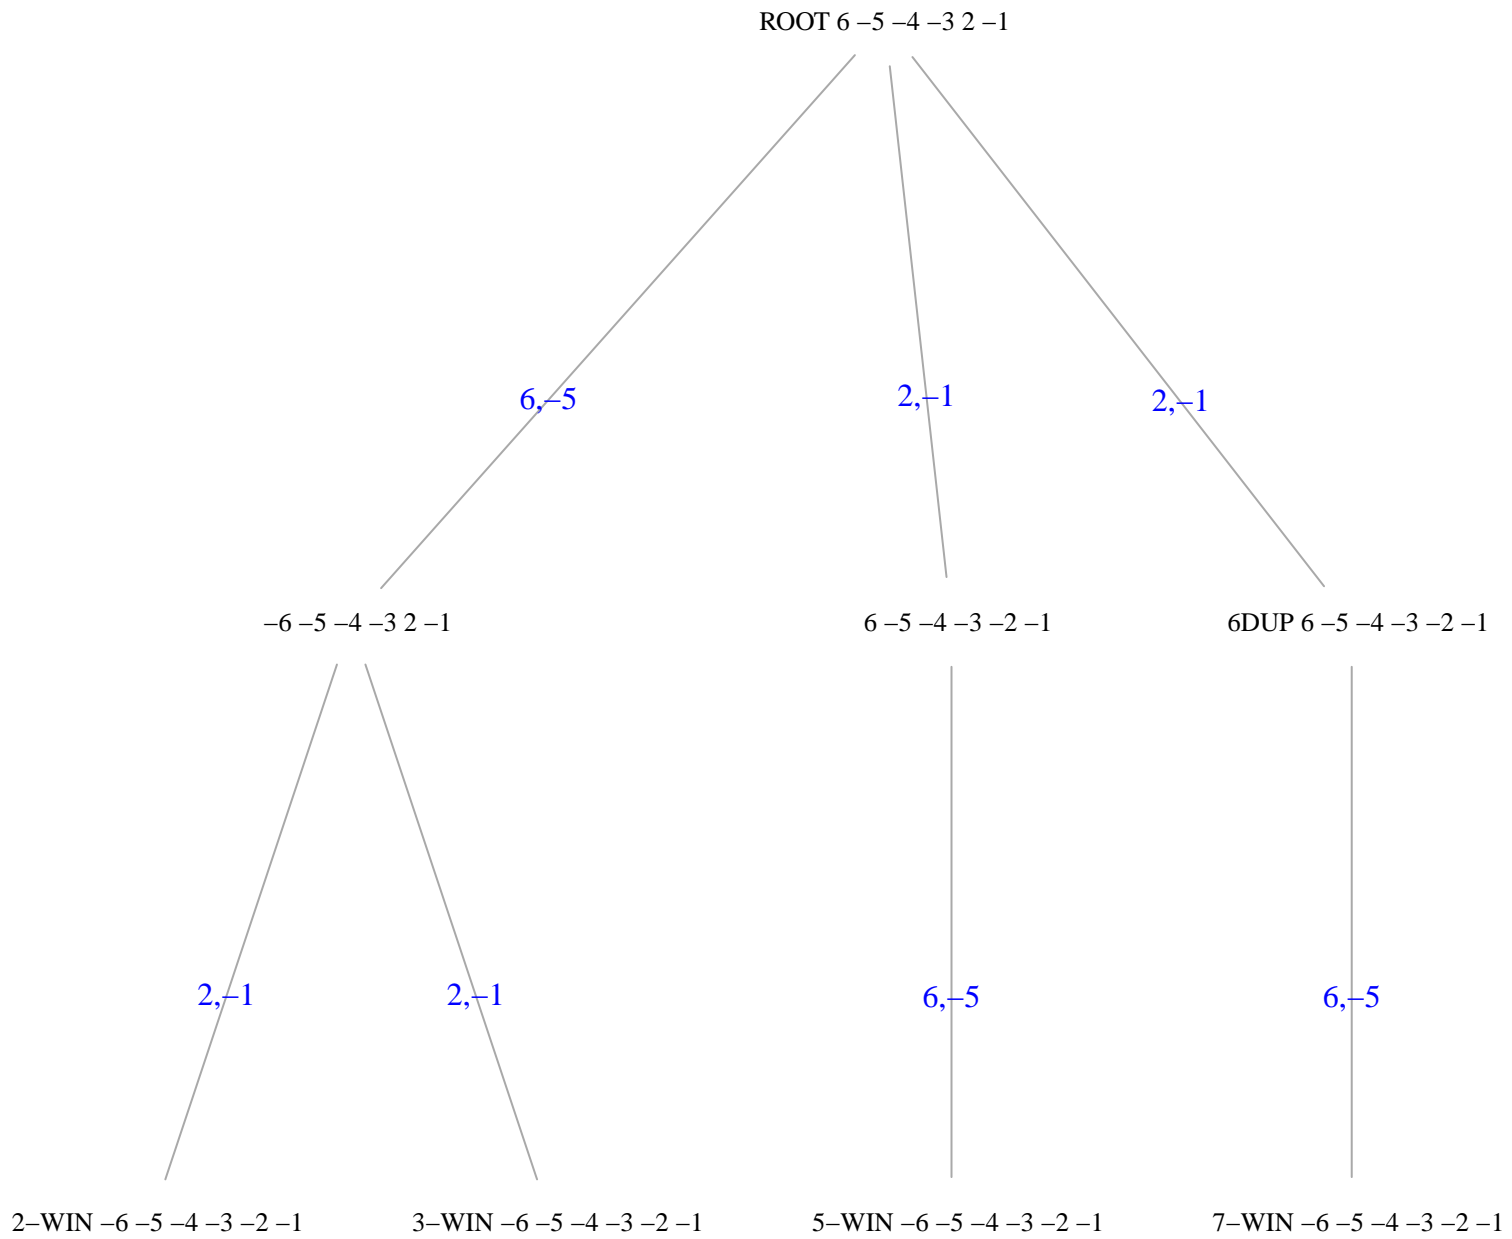 ROOT 6 –5 –4 –3 2 –1
6,–5
2,–1
2,–1
–6 –5 –4 –3 2 –1
6 –5 –4 –3 –2 –1
6DUP 6 –5 –4 –3 –2 –1
2,–1
2,–1
6,–5
6,–5
2–WIN –6 –5 –4 –3 –2 –1
3–WIN –6 –5 –4 –3 –2 –1
5–WIN –6 –5 –4 –3 –2 –1
7–WIN –6 –5 –4 –3 –2 –1